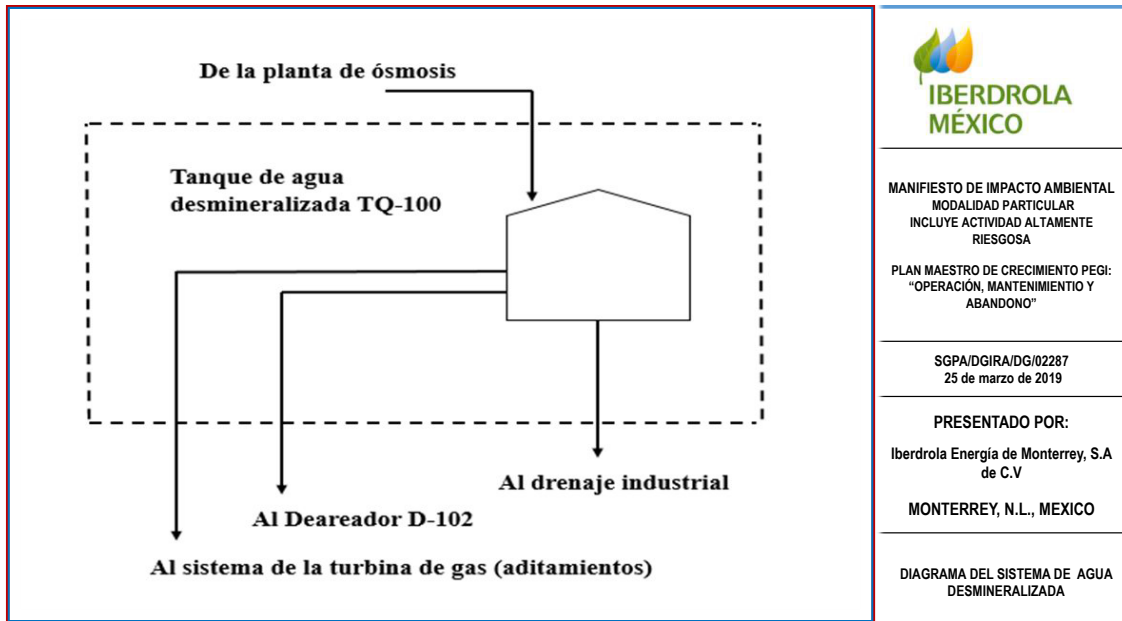 De la planta de ósmosis
Tanque de agua
desmineralizada TQ-100
Al drenaje industrial
Al Deareador D-102
Al sistema de la turbina de gas (aditamientos)
IBERDROLA
MÉXICO
MANIFIESTO DE IMPACTO AMBIENTAL
MODALIDAD PARTICULAR
INCLUYE ACTIVIDAD ALTAMENTE
RIESGOSA
PLAN MAESTRO DE CRECIMIENTO PEGI:
“OPERACIÓN, MANTENIMIENTIO Y
ABANDONO”
SGPA/DGIRA/DG/02287
25 de marzo de 2019
PRESENTADO POR:
Iberdrola Energía de Monterrey, S.A
de C.V
MONTERREY, N.L., MEXICO
DIAGRAMA DEL SISTEMA DE AGUA
DESMINERALIZADA